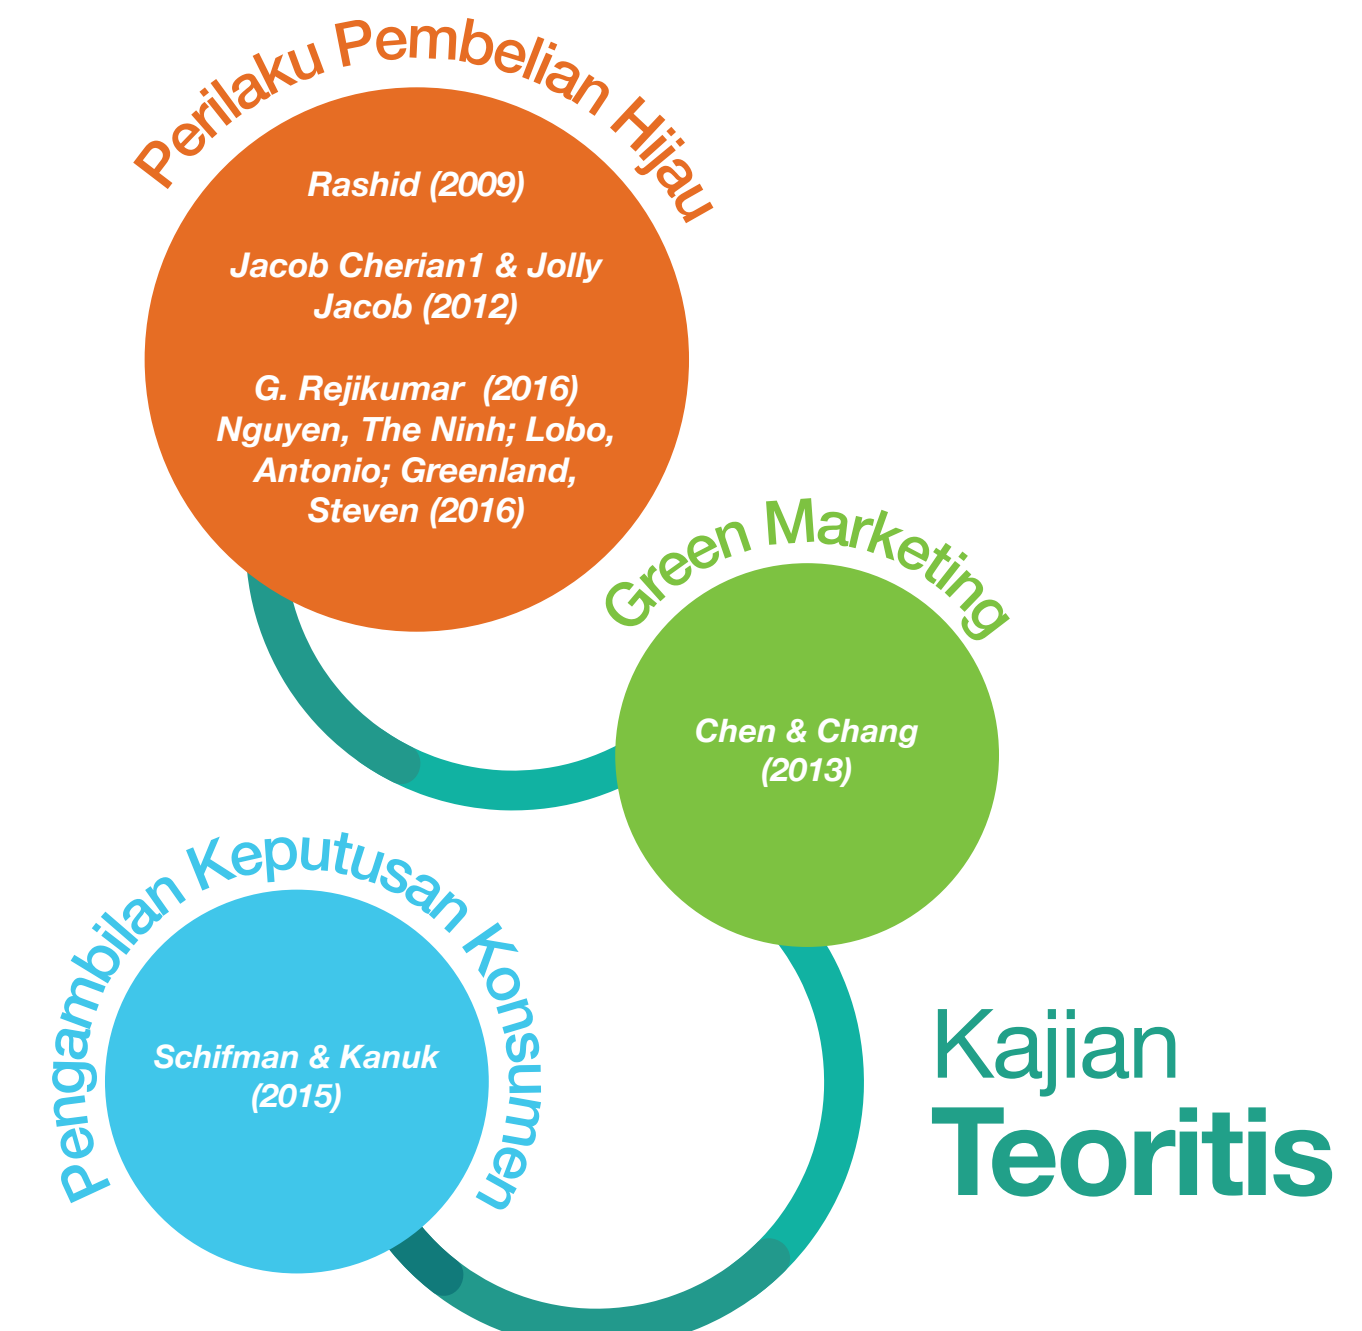 Perilaku Pembelian Hijau
Rashid (2009)
Jacob Cherian1 & Jolly
Jacob (2012)
G. Rejikumar  (2016)
Nguyen, The Ninh; Lobo,
Antonio; Greenland,
Steven (2016)
Green Marketing
Chen & Chang
(2013)
Pengambilan Keputusan Konsumen
Schifman & Kanuk
(2015)
Kajian
Teoritis